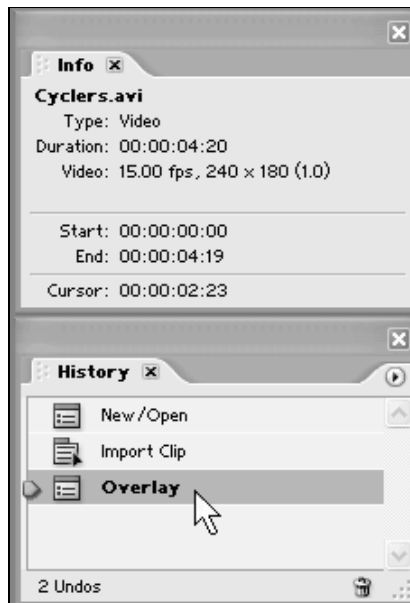 Info
Cyclers.avi
Type: Video
Duration: 00:00:04:20
Video: 15.00 fps, 240 × 180 (1.0)
Start: 00:00:00:00
End: 00:00:04:19
Cursor: 00:00:02:23
History
New/Open
Import Clip
Overlay
2 Undos